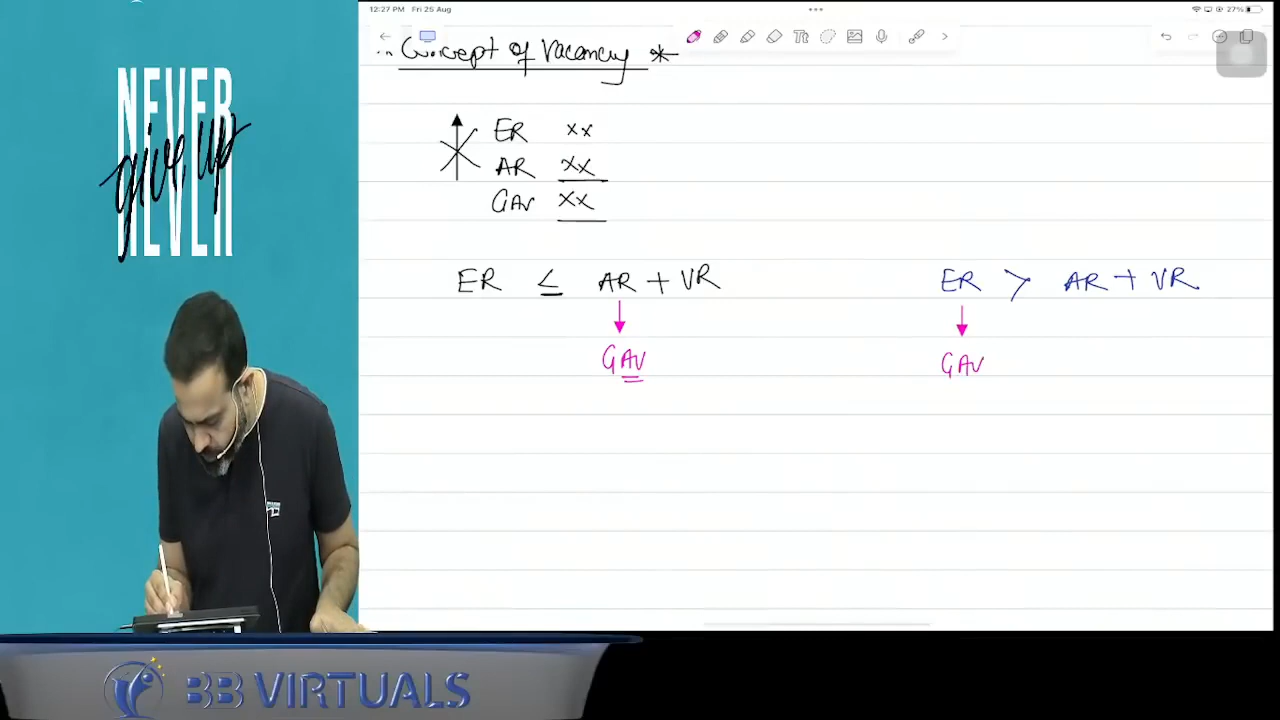 12:27 PM Fri 25 Aug
27%
Concept of Vacancy *
NEVER
give up
NEVER
ER xx
AR xx
GAV xx
ER ≤ AR + VR
ER > AR + VR
GAV
GAV
BB VIRTUALS